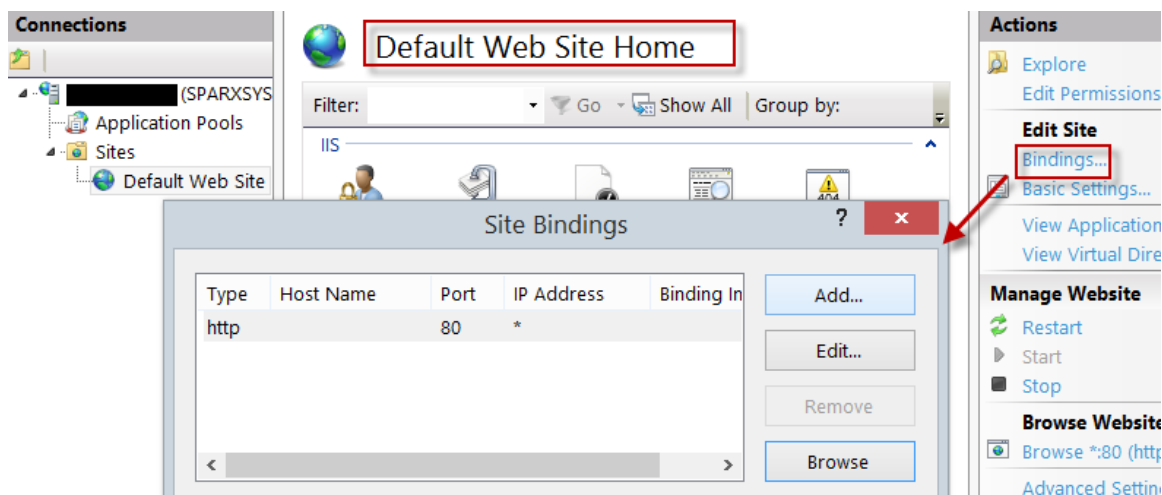 Connections
(SPARXSYS
Application Pools
Sites
Default Web Site
Default Web Site Home
Filter:
Go
Show All
Group by:
IIS
404
Site Bindings
?
x
Type Host Name Port IP Address Binding In
http 80 *
Add...
Edit...
Remove
Browse
Actions
Explore
Edit Permissions
Edit Site
Bindings...
Basic Settings...
View Application
View Virtual Dire
Manage Website
Restart
Start
Stop
Browse Website
Browse *:80 (http
Advanced Setting